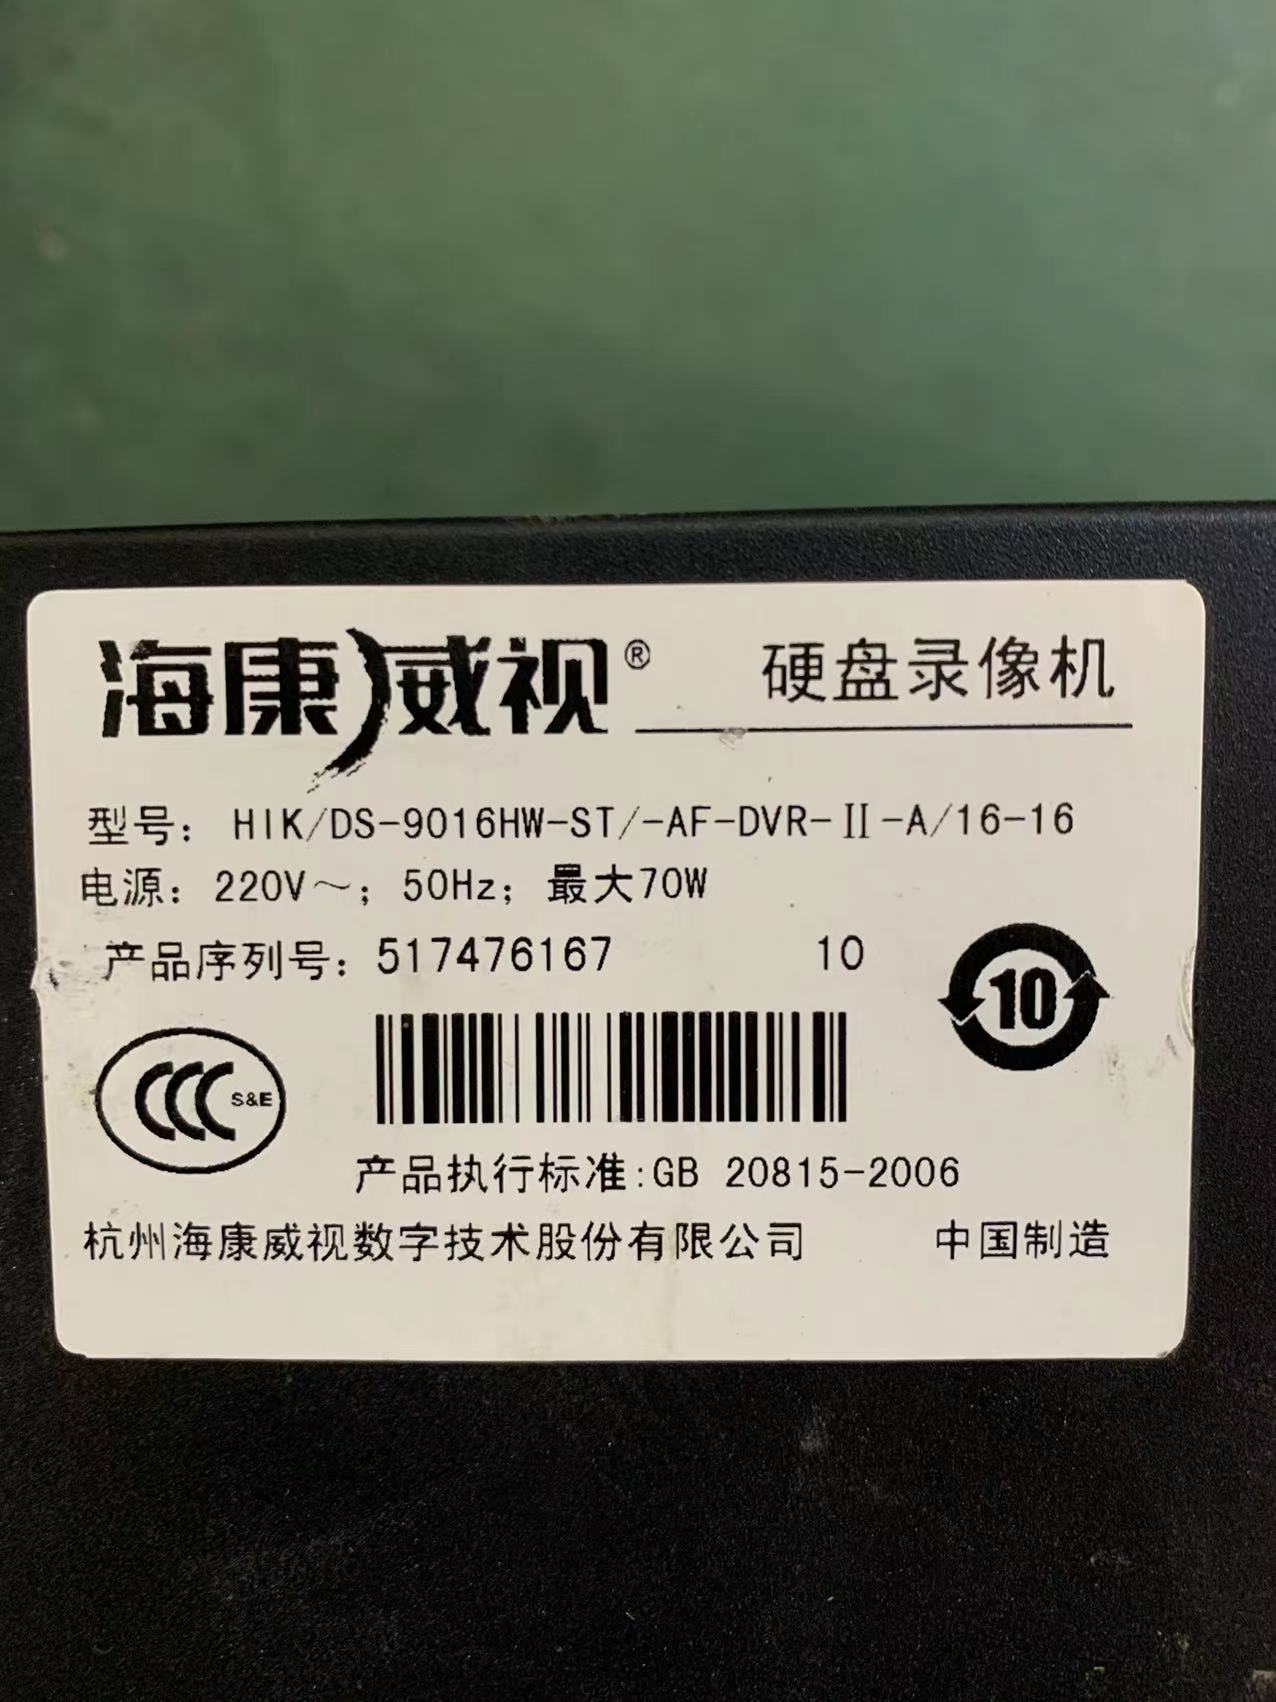 海康威视® 硬盘录像机
型号： HIK/DS-9016HW-ST/-AF-DVR-Ⅱ-A/16-16
电源：220V～；50Hz；最大70W
产品序列号：517476167 10
10
CCC S&E
产品执行标准:GB 20815-2006
杭州海康威视数字技术股份有限公司 中国制造